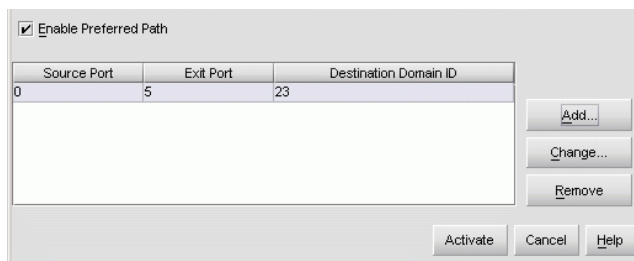 Enable Preferred Path
Source Port Exit Port Destination Domain ID
0 5 23
Add...
Change...
Remove
Activate Cancel Help